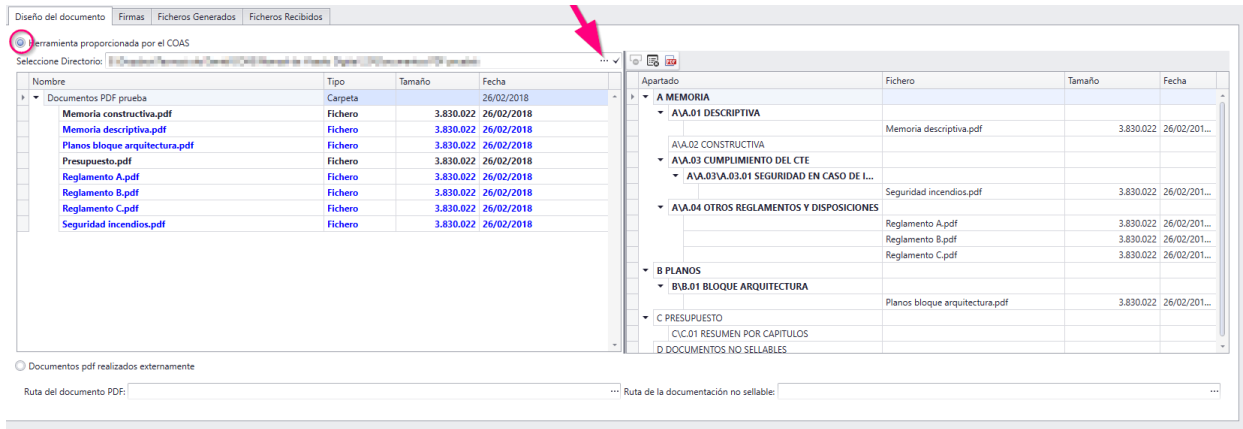 Diseño del documento Firmas Ficheros Generados Ficheros Recibidos
Herramienta proporcionada por el COAS
Seleccione Directorio: ...
Nombre Tipo Tamaño Fecha
Documentos PDF prueba Carpeta 26/02/2018
Memoria constructiva.pdf Fichero 3.830.022 26/02/2018
Memoria descriptiva.pdf Fichero 3.830.022 26/02/2018
Planos bloque arquitectura.pdf Fichero 3.830.022 26/02/2018
Presupuesto.pdf Fichero 3.830.022 26/02/2018
Reglamento A.pdf Fichero 3.830.022 26/02/2018
Reglamento B.pdf Fichero 3.830.022 26/02/2018
Reglamento C.pdf Fichero 3.830.022 26/02/2018
Seguridad incendios.pdf Fichero 3.830.022 26/02/2018
Apartado Fichero Tamaño Fecha
A MEMORIA
A\A.01 DESCRIPTIVA
Memoria descriptiva.pdf 3.830.022 26/02/201...
A\A.02 CONSTRUCTIVA
A\A.03 CUMPLIMIENTO DEL CTE
A\A.03\A.03.01 SEGURIDAD EN CASO DE I...
Seguridad incendios.pdf 3.830.022 26/02/201...
A\A.04 OTROS REGLAMENTOS Y DISPOSICIONES
Reglamento A.pdf 3.830.022 26/02/201...
Reglamento B.pdf 3.830.022 26/02/201...
Reglamento C.pdf 3.830.022 26/02/201...
B PLANOS
B\B.01 BLOQUE ARQUITECTURA
Planos bloque arquitectura.pdf 3.830.022 26/02/201...
C PRESUPUESTO
C\C.01 RESUMEN POR CAPITULOS
D DOCUMENTOS NO SELLABLES
Documentos pdf realizados externamente
Ruta del documento PDF: ... Ruta de la documentación no sellable: ...